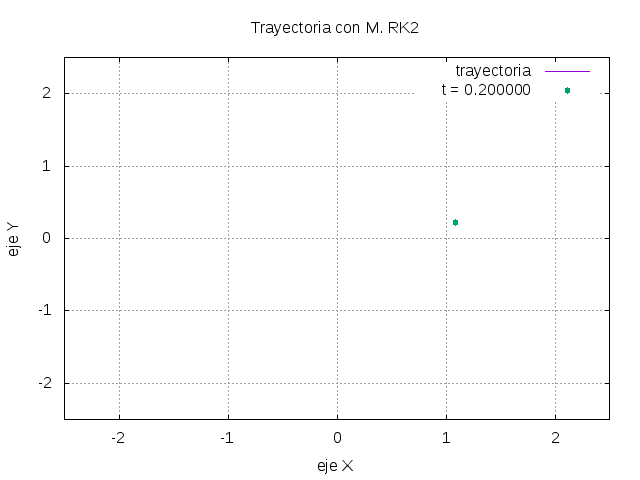 Trayectoria con M. RK2
trayectoria
t = 0.200000
2
1
0
-1
-2
eje Y
-2 -1 0 1 2
eje X